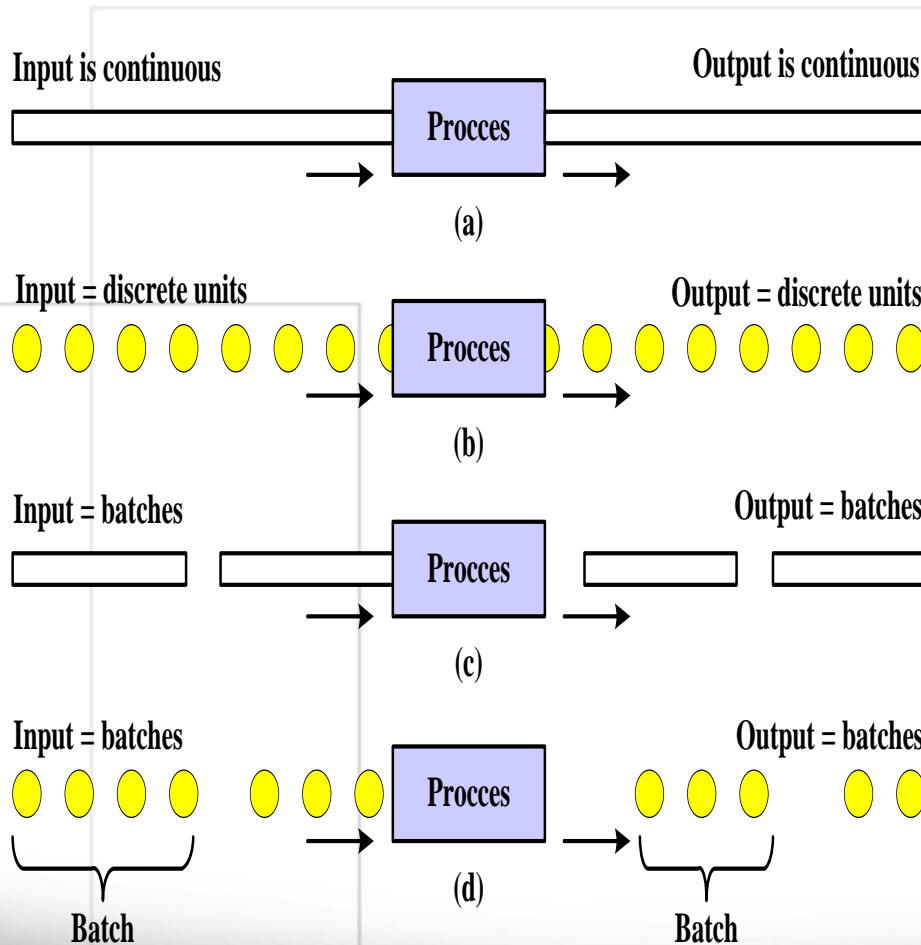 Input is continuous
Output is continuous
Procces
(a)
Input = discrete units
Output = discrete units
Procces
(b)
Input = batches
Output = batches
Procces
(c)
Input = batches
Output = batches
Procces
(d)
Batch
Batch